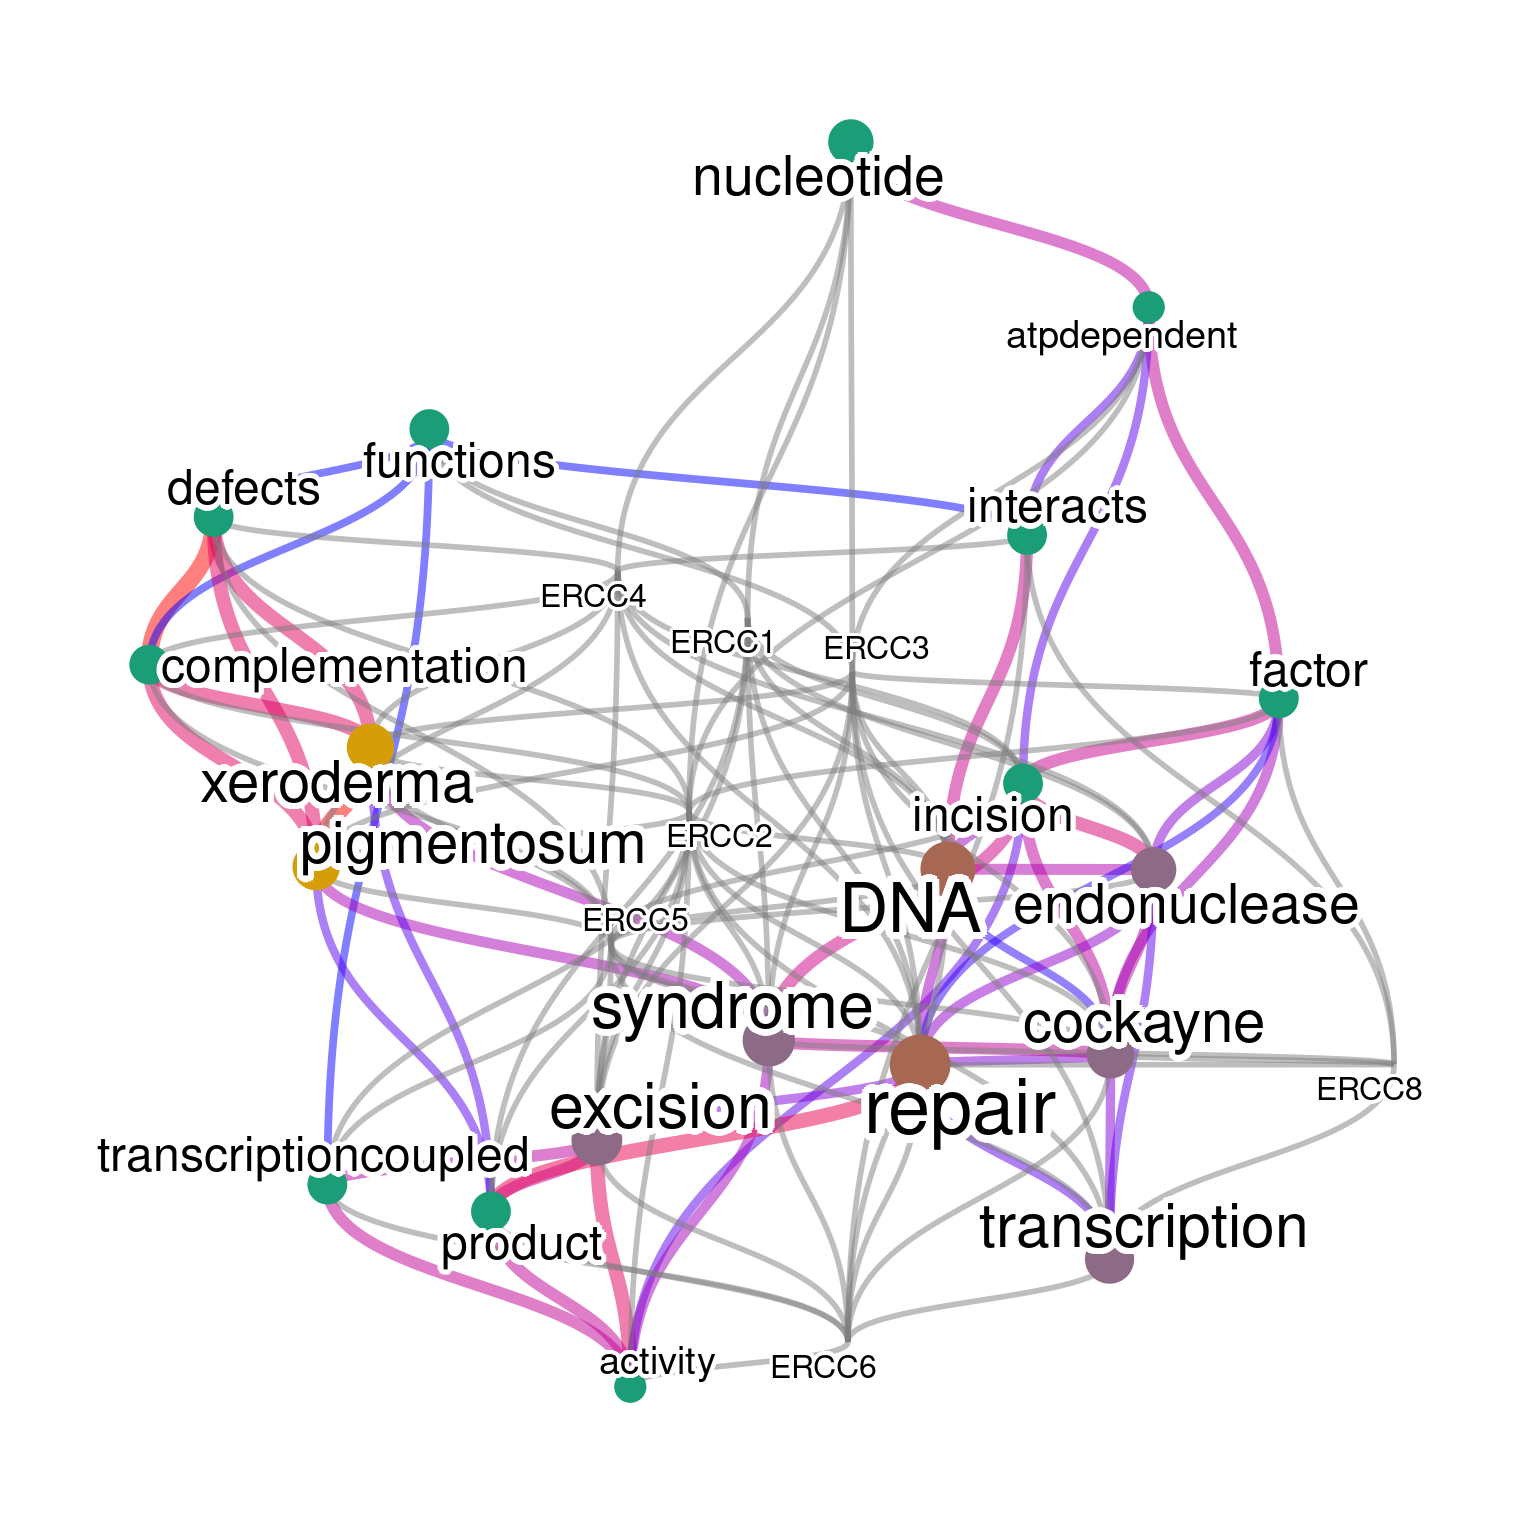 nucleotide
atpdependent
functions
defects
interacts
ERCC4
ERCC1
ERCC3
complementation
factor
xeroderma
incision
pigmentosum
ERCC2
DNA
endonuclease
ERCC5
syndrome
cockayne
ERCC8
excision
repair
transcriptioncoupled
transcription
product
activity
ERCC6